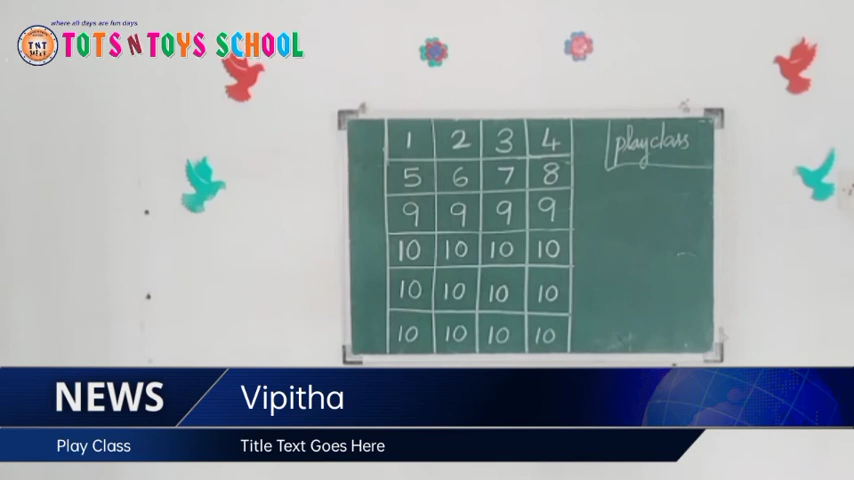 where all days are fun days
TNT
TOTS N TOYS SCHOOL
1 2 3 4
playclass
5 6 7 8
9 9 9 9
10 10 10 10
10 10 10 10
10 10 10 10
NEWS
Vipitha
Play Class
Title Text Goes Here